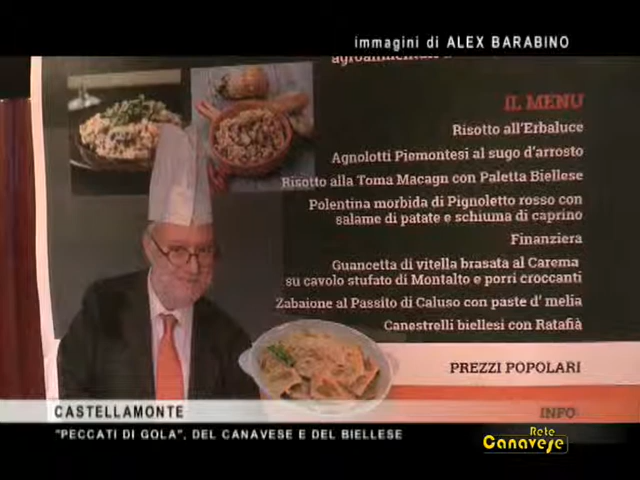 immagini di ALEX BARABINO
agroalimentari
IL MENU
Risotto all'Erbaluce
Agnolotti Piemontesi al sugo d'arrosto
Risotto alla Toma Macagn con Paletta Biellese
Polentina morbida di Pignoletto rosso con
salame di patate e schiuma di caprino
Finanziera
Guancetta di vitella brasata al Carema
su cavolo stufato di Montalto e porri croccanti
Zabaione al Passito di Caluso con paste d' melia
Canestrelli biellesi con Ratafià
PREZZI POPOLARI
INFO
CASTELLAMONTE
"PECCATI DI GOLA", DEL CANAVESE E DEL BIELLESE
Rete
Canavese